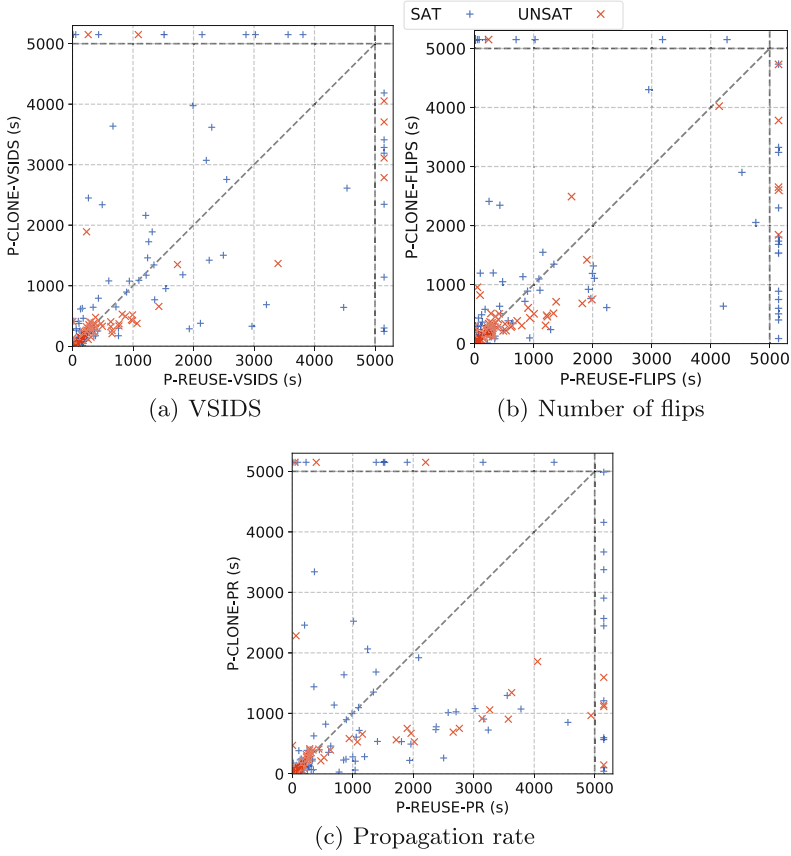 SAT UNSAT
5000
4000
3000
2000
1000
0
P-CLONE-VSIDS (s)
0 1000 2000 3000 4000 5000
P-REUSE-VSIDS (s)
(a) VSIDS
5000
4000
3000
2000
1000
0
P-CLONE-FLIPS (s)
0 1000 2000 3000 4000 5000
P-REUSE-FLIPS (s)
(b) Number of flips
5000
4000
3000
2000
1000
0
P-CLONE-PR (s)
0 1000 2000 3000 4000 5000
P-REUSE-PR (s)
(c) Propagation rate